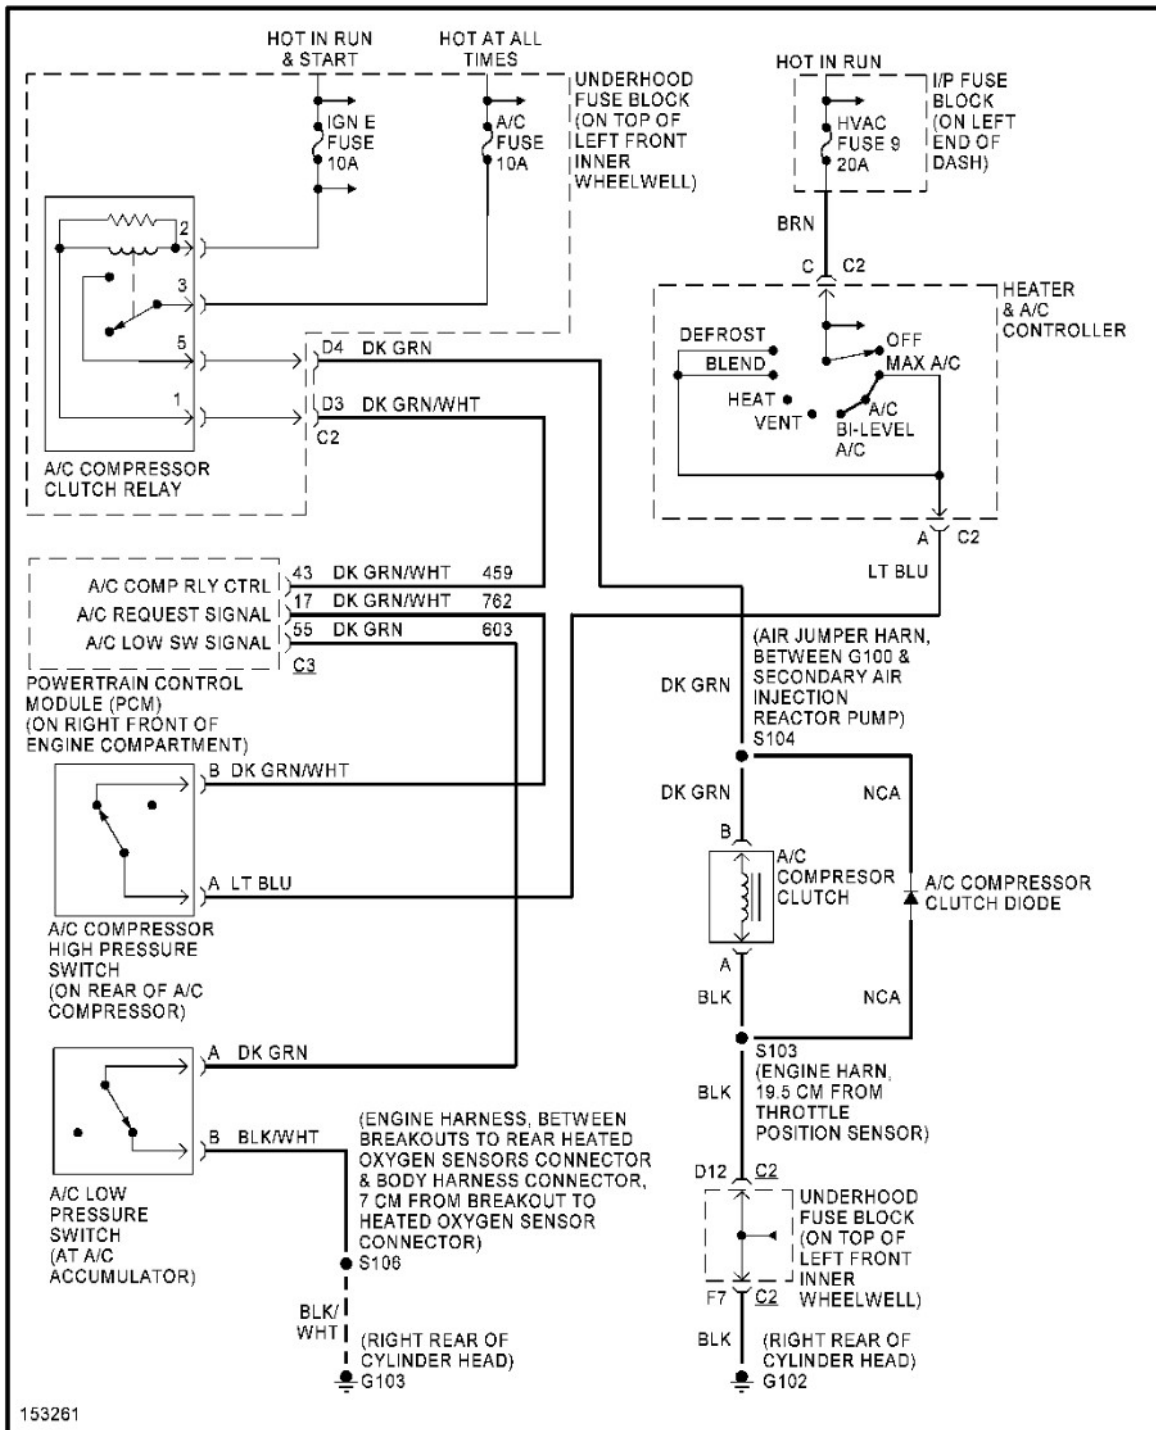 HOT IN RUN
& START
HOT AT ALL
TIMES
HOT IN RUN
UNDERHOOD
FUSE BLOCK
(ON TOP OF
LEFT FRONT
INNER
WHEELWELL)
I/P FUSE
BLOCK
(ON LEFT
END OF
DASH)
IGN E
FUSE
10A
A/C
FUSE
10A
HVAC
FUSE 9
20A
2
3
5
1
BRN
C
C2
HEATER
& A/C
CONTROLLER
DEFROST
BLEND
HEAT
VENT
OFF
MAX A/C
A/C
BI-LEVEL
A/C
D4
DK GRN
D3
DK GRN/WHT
C2
A/C COMPRESSOR
CLUTCH RELAY
A
C2
LT BLU
A/C COMP RLY CTRL
43
DK GRN/WHT
459
A/C REQUEST SIGNAL
17
DK GRN/WHT
762
A/C LOW SW SIGNAL
55
DK GRN
603
C3
POWERTRAIN CONTROL
MODULE (PCM)
(ON RIGHT FRONT OF
ENGINE COMPARTMENT)
(AIR JUMPER HARN,
BETWEEN G100 &
SECONDARY AIR
INJECTION
REACTOR PUMP)
S104
DK GRN
B
DK GRN/WHT
DK GRN
NCA
B
A/C
COMPRESOR
CLUTCH
A
LT BLU
A/C COMPRESSOR
CLUTCH DIODE
A/C COMPRESSOR
HIGH PRESSURE
SWITCH
(ON REAR OF A/C
COMPRESSOR)
A
BLK
NCA
S103
(ENGINE HARN,
19.5 CM FROM
THROTTLE
POSITION SENSOR)
A
DK GRN
BLK
B
BLK/WHT
(ENGINE HARNESS, BETWEEN
BREAKOUTS TO REAR HEATED
OXYGEN SENSORS CONNECTOR
& BODY HARNESS CONNECTOR,
7 CM FROM BREAKOUT TO
HEATED OXYGEN SENSOR
CONNECTOR)
S106
D12
C2
A/C LOW
PRESSURE
SWITCH
(AT A/C
ACCUMULATOR)
UNDERHOOD
FUSE BLOCK
(ON TOP OF
LEFT FRONT
INNER
WHEELWELL)
F7
C2
BLK/
WHT
(RIGHT REAR OF
CYLINDER HEAD)
G103
BLK
(RIGHT REAR OF
CYLINDER HEAD)
G102
153261